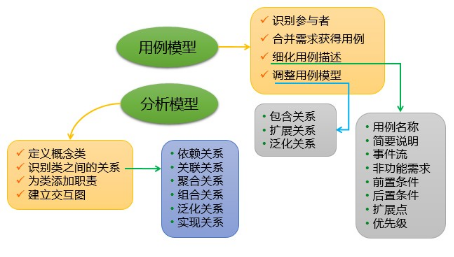 用例模型
✓ 识别参与者
✓ 合并需求获得用例
✓ 细化用例描述
✓ 调整用例模型
分析模型
• 包含关系
• 扩展关系
• 泛化关系
• 用例名称
• 简要说明
• 事件流
• 非功能需求
• 前置条件
• 后置条件
• 扩展点
• 优先级
✓ 定义概念类
✓ 识别类之间的关系
✓ 为类添加职责
✓ 建立交互图
• 依赖关系
• 关联关系
• 聚合关系
• 组合关系
• 泛化关系
• 实现关系